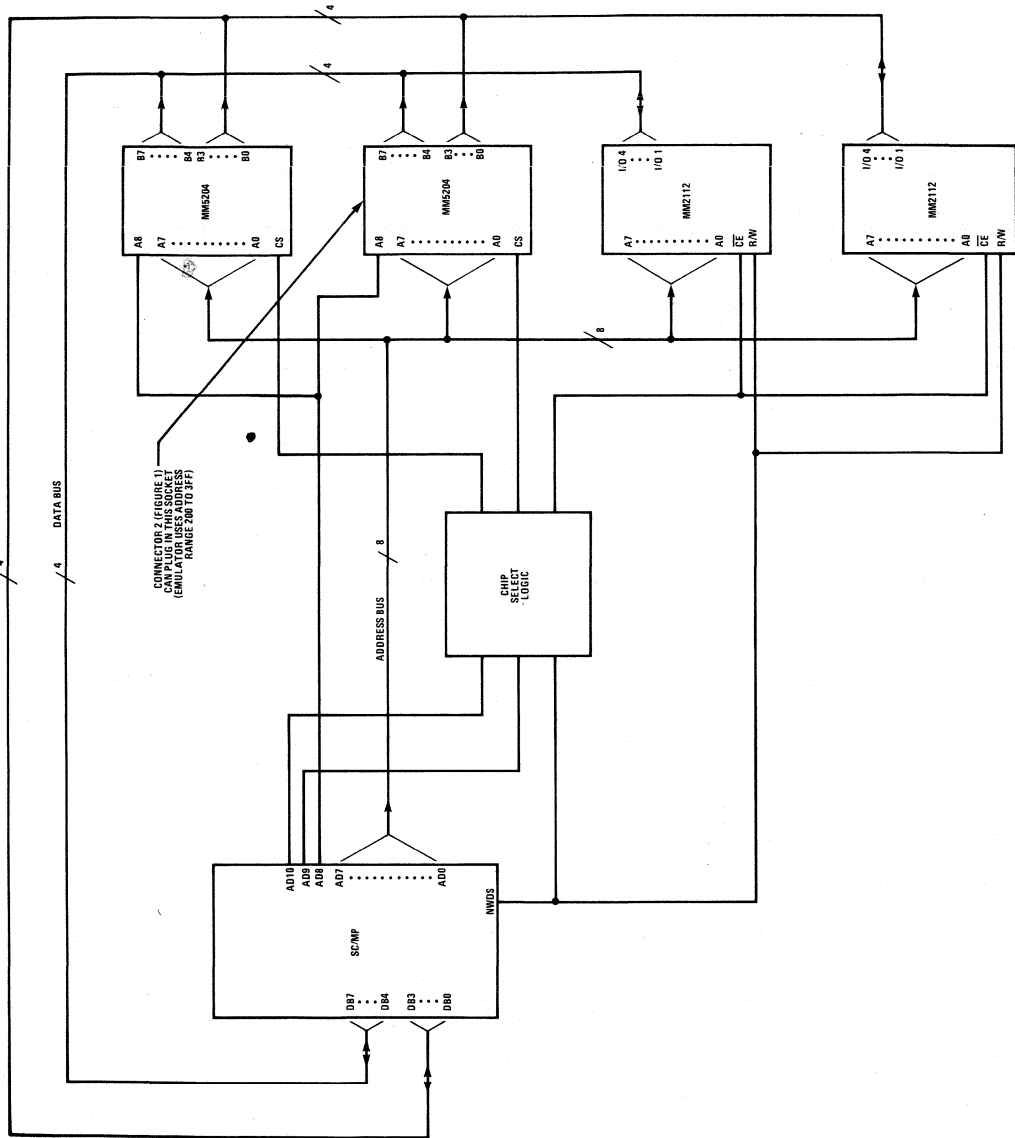 4
4
B7
B4
R3
B0
MM5204
A8
A7
A0
CS
B7
B4
B3
B0
MM5204
A8
A7
A0
CS
I/O 4
I/O 1
MM2112
A7
A0
CE
R/W
I/O 4
I/O 1
MM2112
A7
A0
CE
R/W
8
CONNECTOR 2 (FIGURE 1)
CAN PLUG IN THIS SOCKET
(EMULATOR USES ADDRESS
RANGE 200 TO 3FF)
4
DATA BUS
4
ADDRESS BUS
8
CHIP
SELECT
LOGIC
AD10
AD9
AD8
AD7
AD0
NWDS
SC/MP
DB7
DB4
DB3
DB0